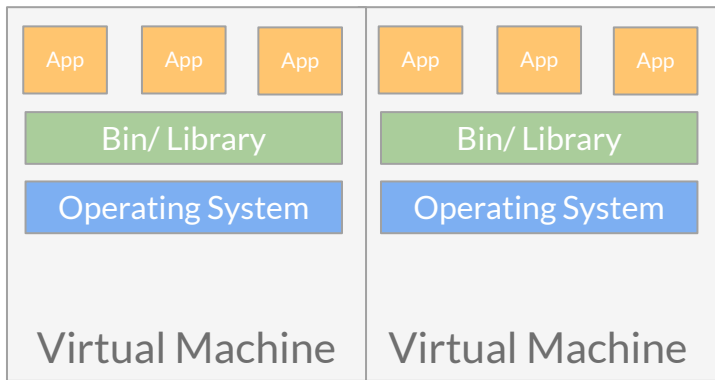 App App App App App App
Bin/ Library Bin/ Library
Operating System Operating System
Virtual Machine Virtual Machine